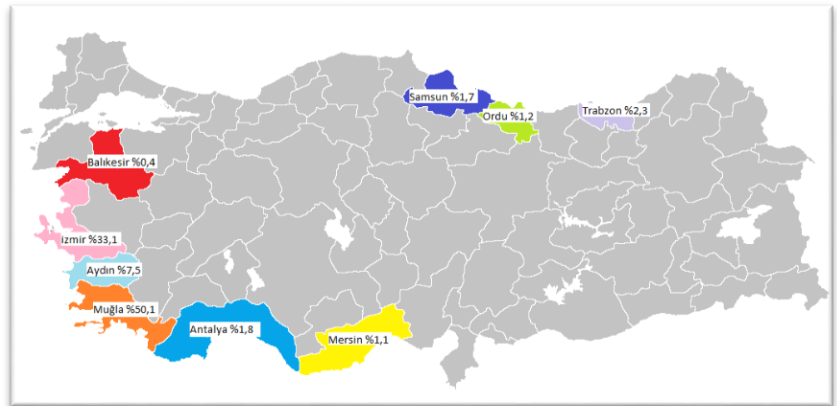 Samsun %1,7
Ordu %1,2
Trabzon %2,3
Balıkesir %0,4
izmir %33,1
Aydın %7,5
Muğla %50,1
Antalya %1,8
Mersin %1,1